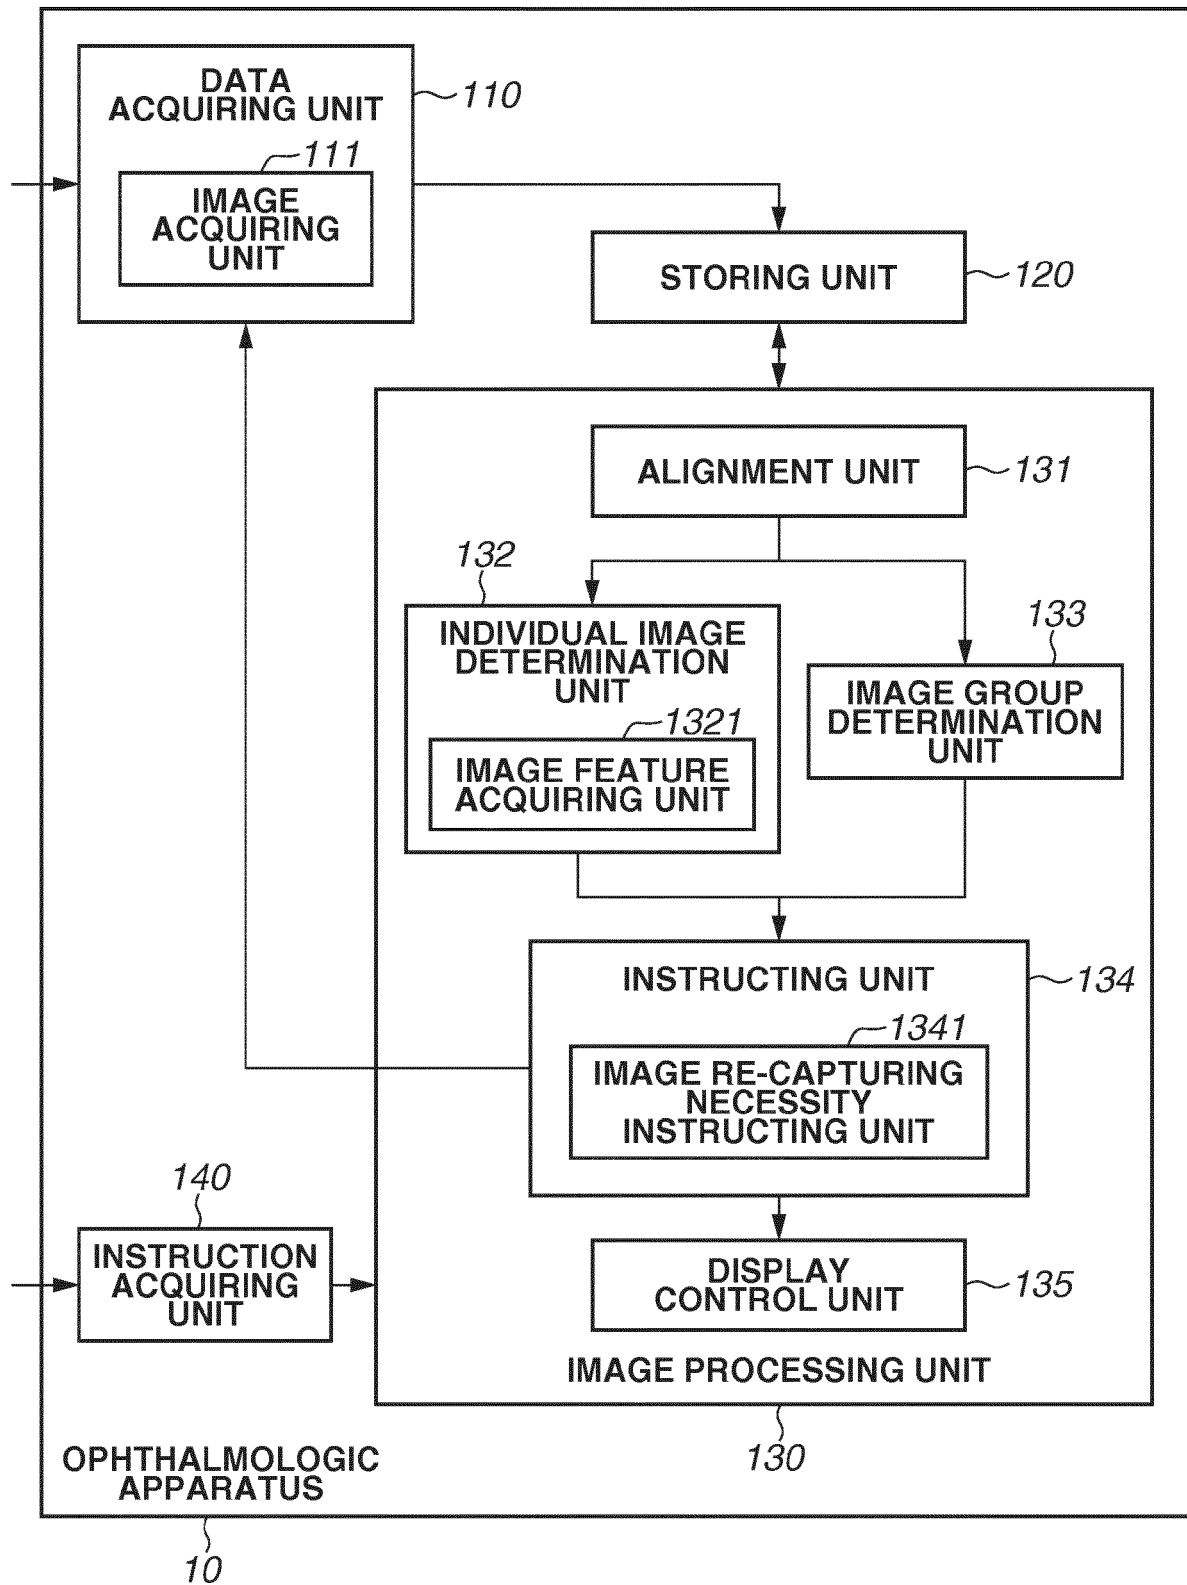 DATA
ACQUIRING UNIT
110
111
IMAGE
ACQUIRING
UNIT
STORING UNIT
120
ALIGNMENT UNIT
131
132
INDIVIDUAL IMAGE
DETERMINATION
UNIT
1321
IMAGE FEATURE
ACQUIRING UNIT
133
IMAGE GROUP
DETERMINATION
UNIT
INSTRUCTING UNIT
134
1341
IMAGE RE-CAPTURING
NECESSITY
INSTRUCTING UNIT
140
INSTRUCTION
ACQUIRING
UNIT
DISPLAY
CONTROL UNIT
135
IMAGE PROCESSING UNIT
130
OPHTHALMOLOGIC
APPARATUS
10